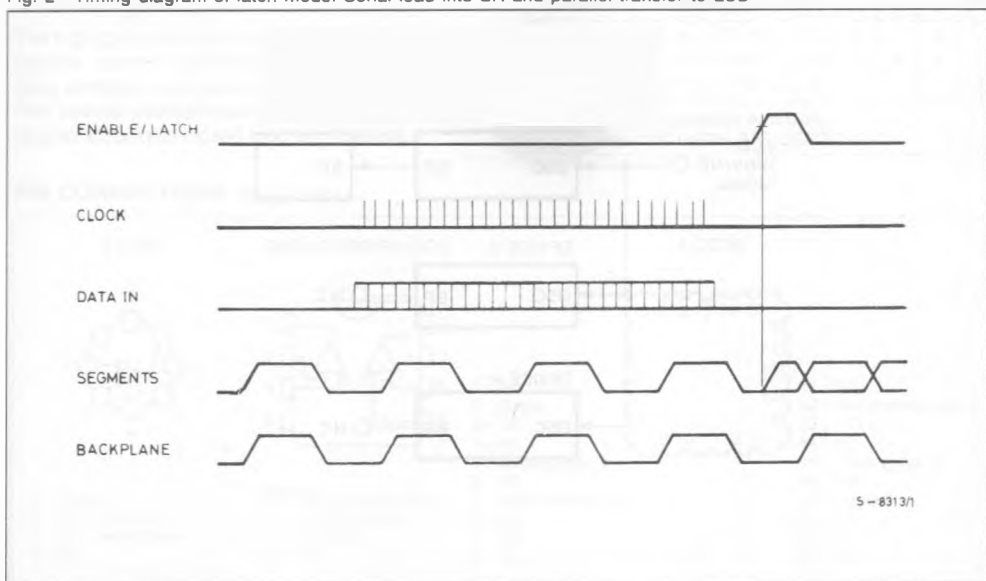 Fig. 2 - Timing diagram of latch mode: Serial load into SR and parallel transfer to LCD
ENABLE/LATCH
CLOCK
DATA IN
SEGMENTS
BACKPLANE
S-8313/1